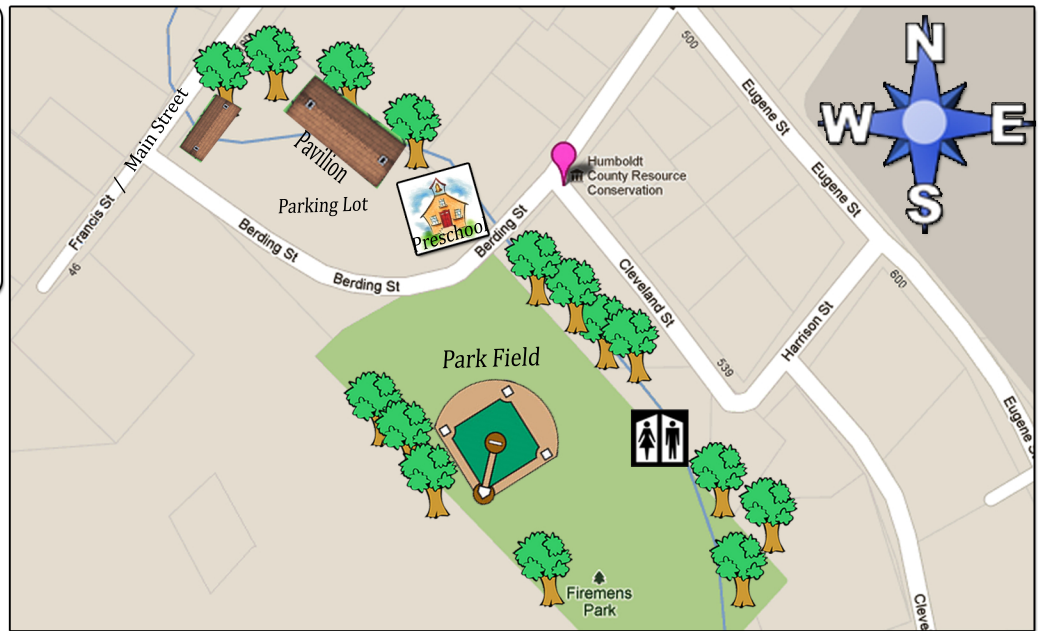 N
W E
S
500
Eugene St
Eugene St
Francis St / Main Street
Pavilion
Humboldt
County Resource
Conservation
Parking Lot
Preschool
Berding St
Berding St
Berding St
46
Cleveland St
600
Harrison St
Park Field
539
Eugene S
Firemens
Park
Cleve